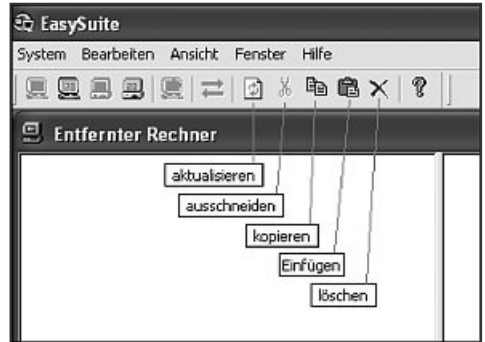 EasySuite
System Bearbeiten Ansicht Fenster Hilfe
Entfernter Rechner
aktualisieren
ausschneiden
kopieren
Einfügen
löschen